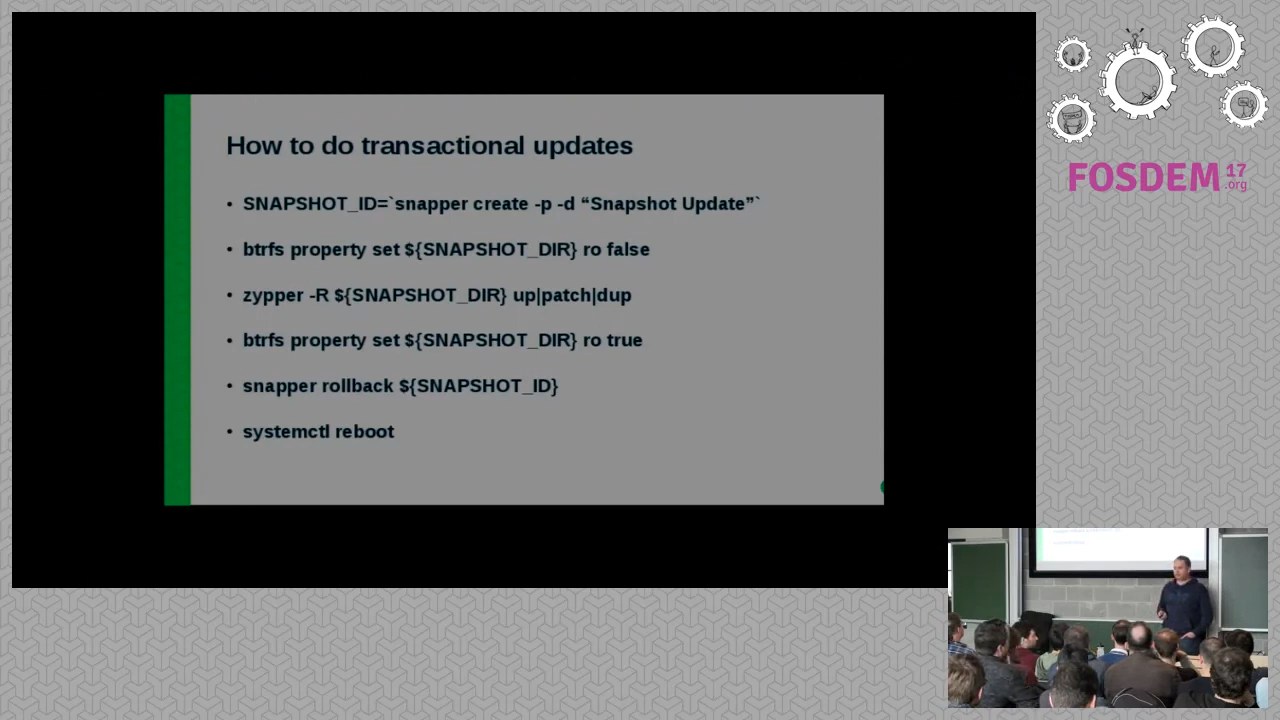 How to do transactional updates
• SNAPSHOT_ID=`snapper create -p -d “Snapshot Update”`
• btrfs property set ${SNAPSHOT_DIR} ro false
• zypper -R ${SNAPSHOT_DIR} up|patch|dup
• btrfs property set ${SNAPSHOT_DIR} ro true
• snapper rollback ${SNAPSHOT_ID}
• systemctl reboot
FOSDEM 17
.org